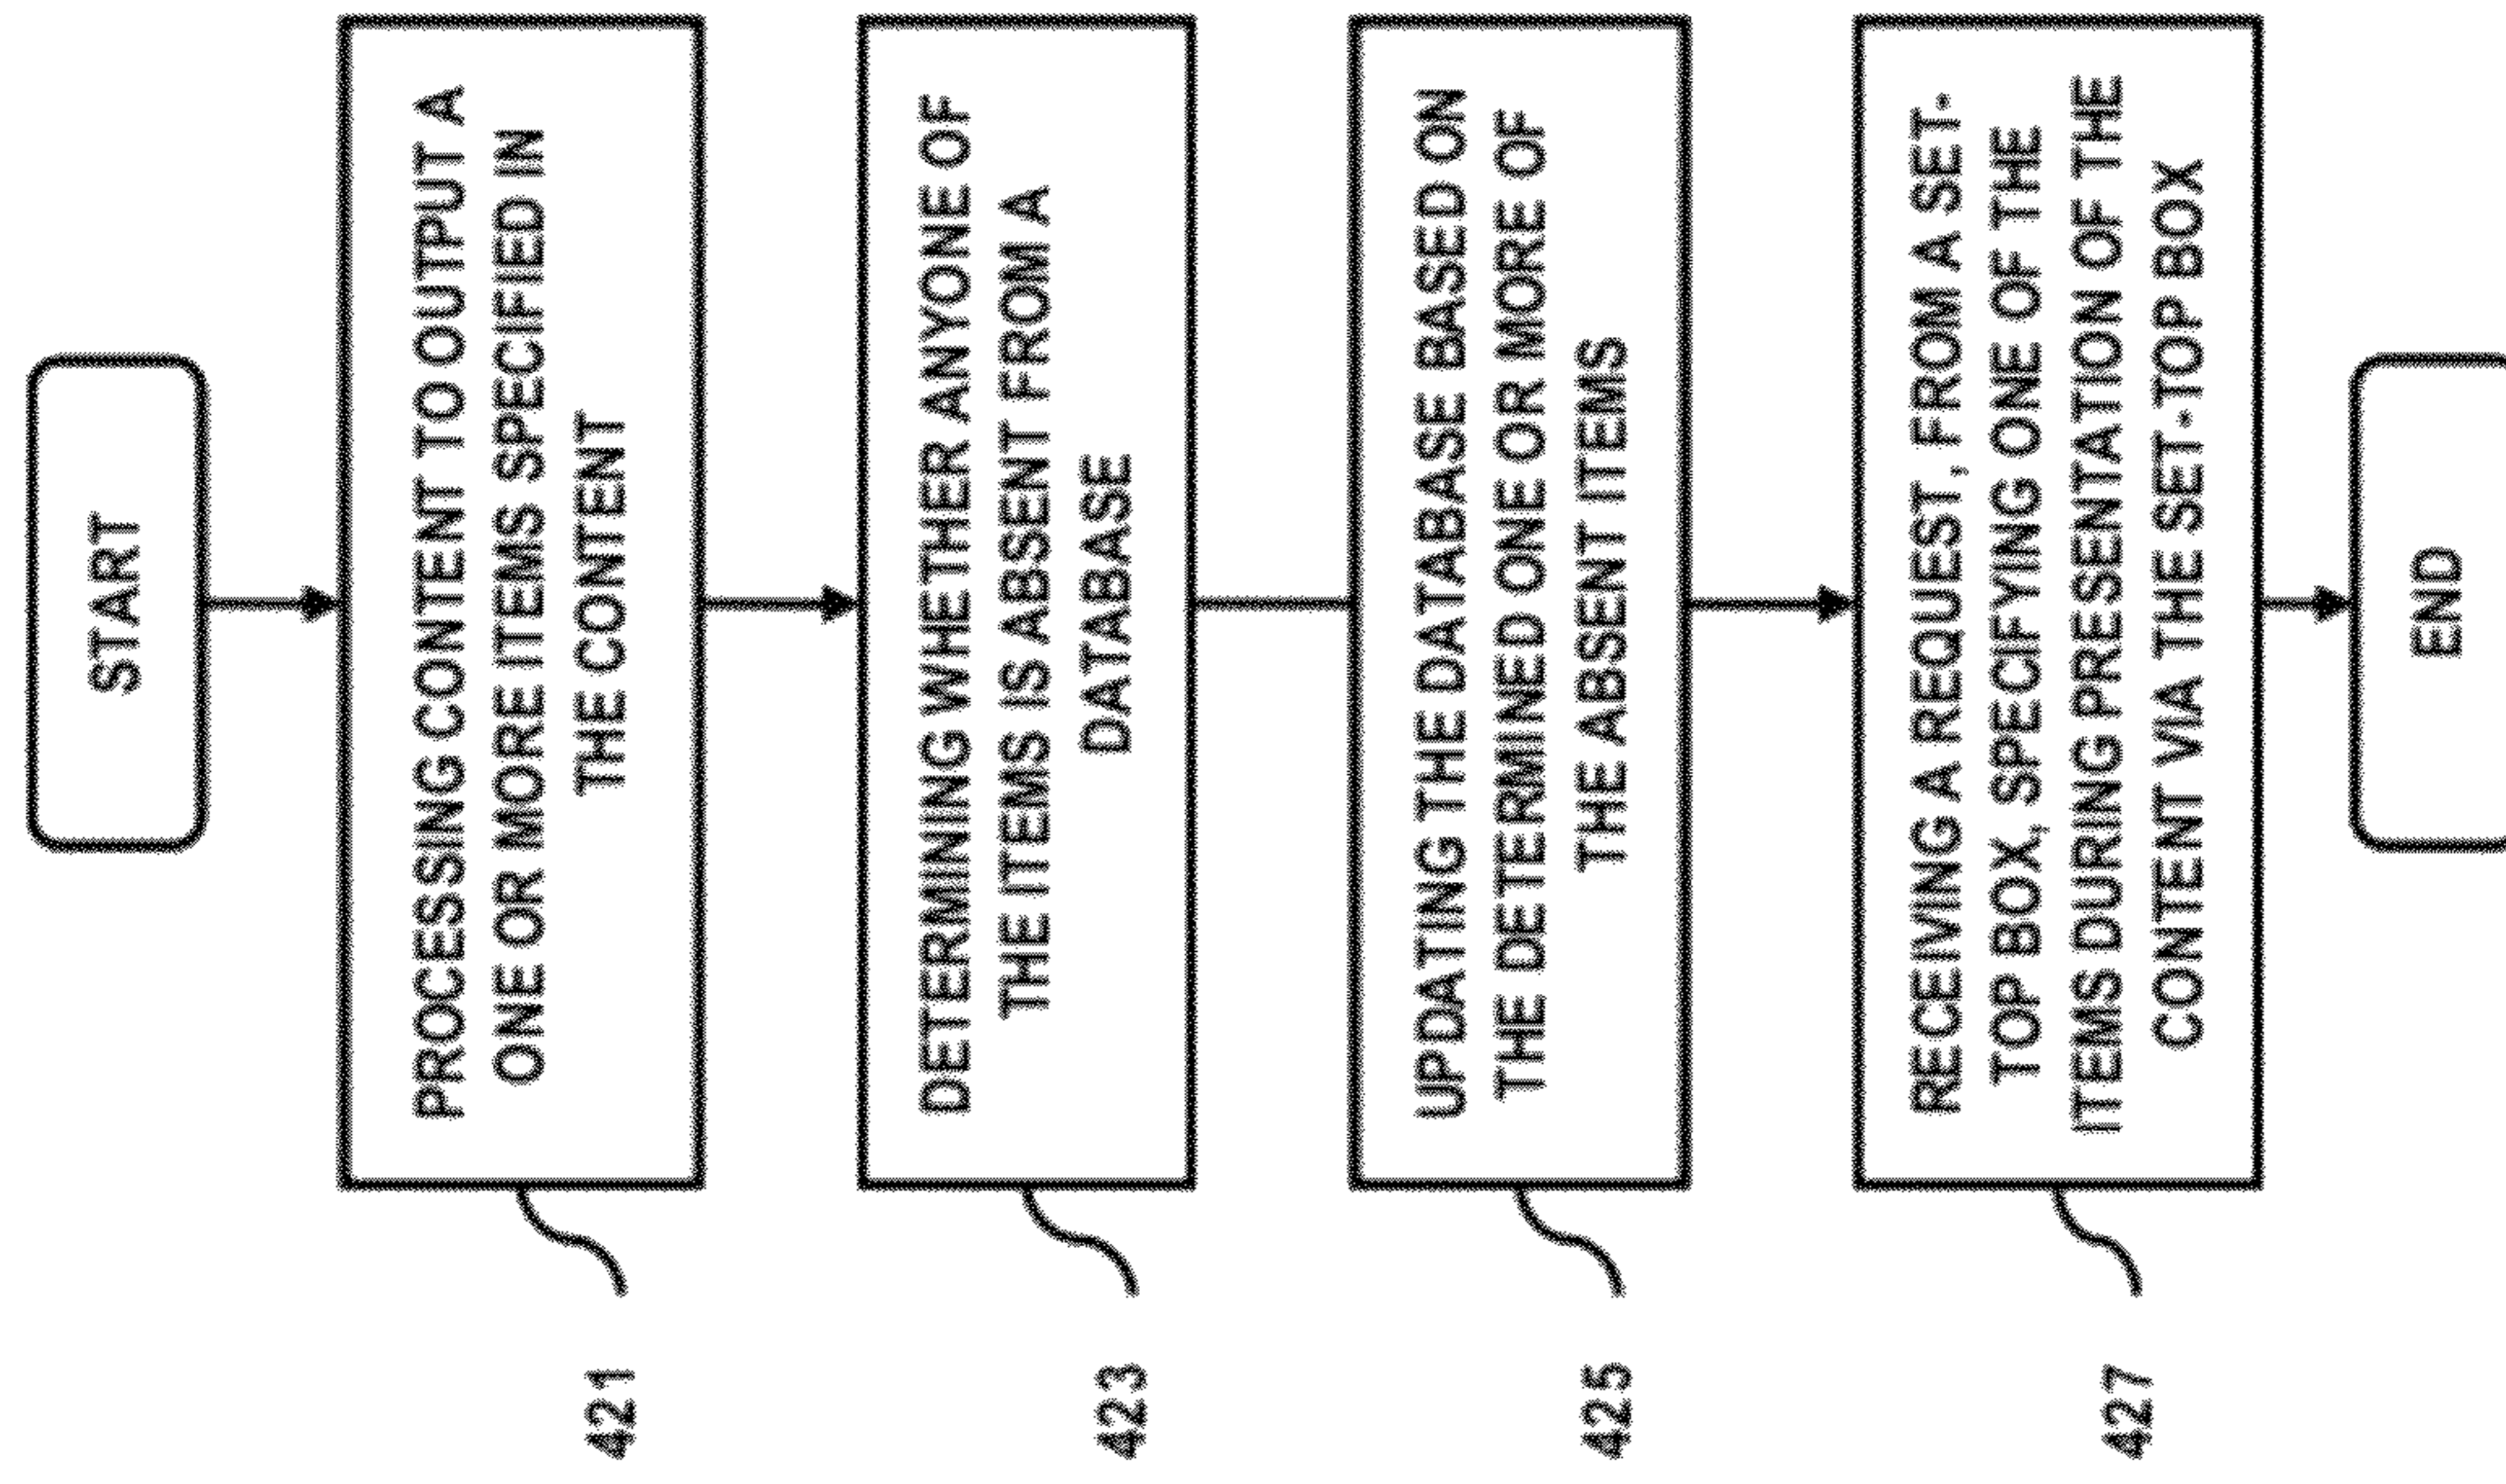 START
PROCESSING CONTENT TO OUTPUT A
ONE OR MORE ITEMS SPECIFIED IN
THE CONTENT
421
DETERMINING WHETHER ANYONE OF
THE ITEMS IS ABSENT FROM A
DATABASE
423
UPDATING THE DATABASE BASED ON
THE DETERMINED ONE OR MORE OF
THE ABSENT ITEMS
425
RECEIVING A REQUEST, FROM A SET-
TOP BOX, SPECIFYING ONE OF THE
ITEMS DURING PRESENTATION OF THE
CONTENT VIA THE SET-TOP BOX
427
END